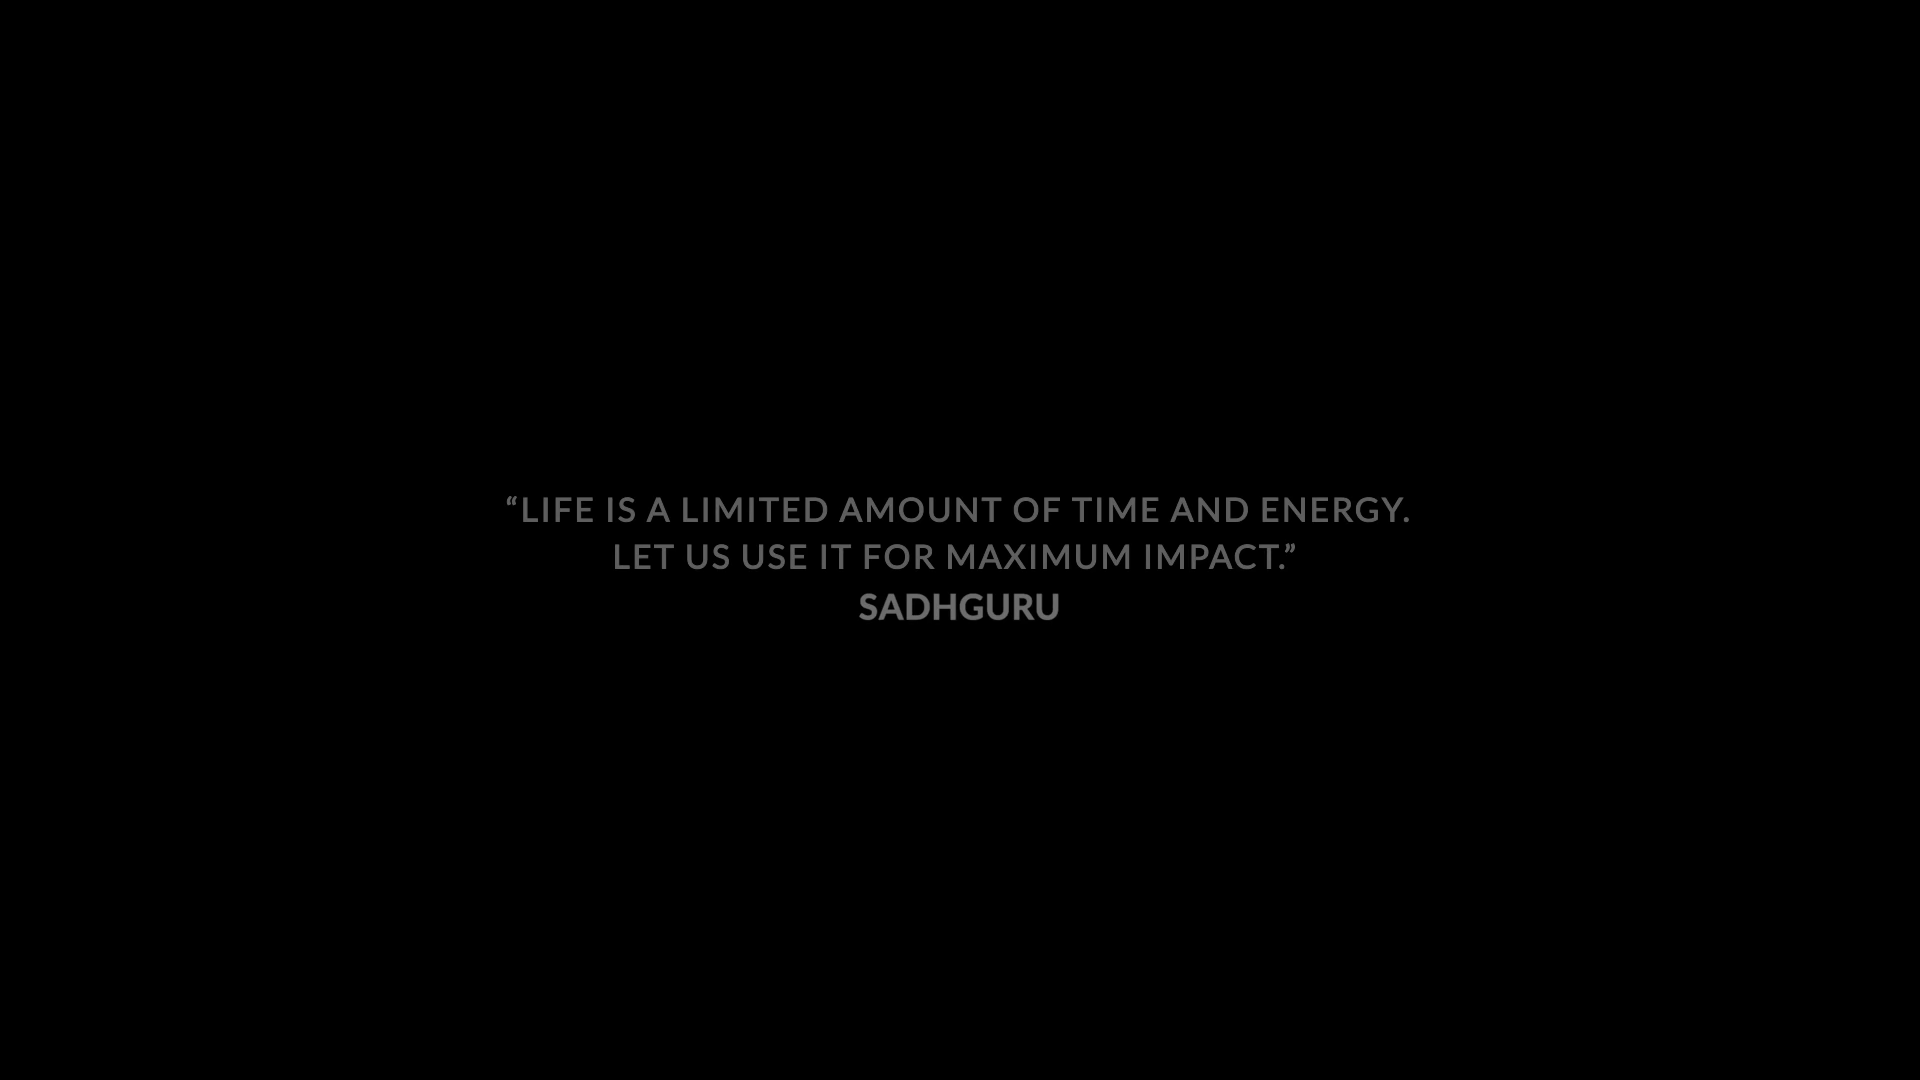 “LIFE IS A LIMITED AMOUNT OF TIME AND ENERGY.
LET US USE IT FOR MAXIMUM IMPACT.”
SADHGURU